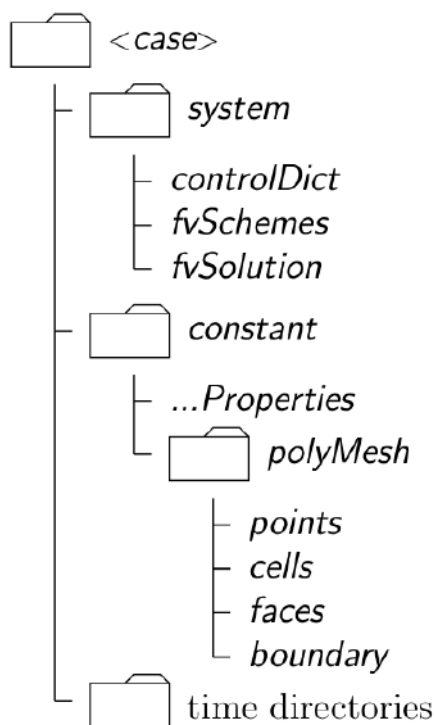 <case>
system
controlDict
fvSchemes
fvSolution
constant
...Properties
polyMesh
points
cells
faces
boundary
time directories